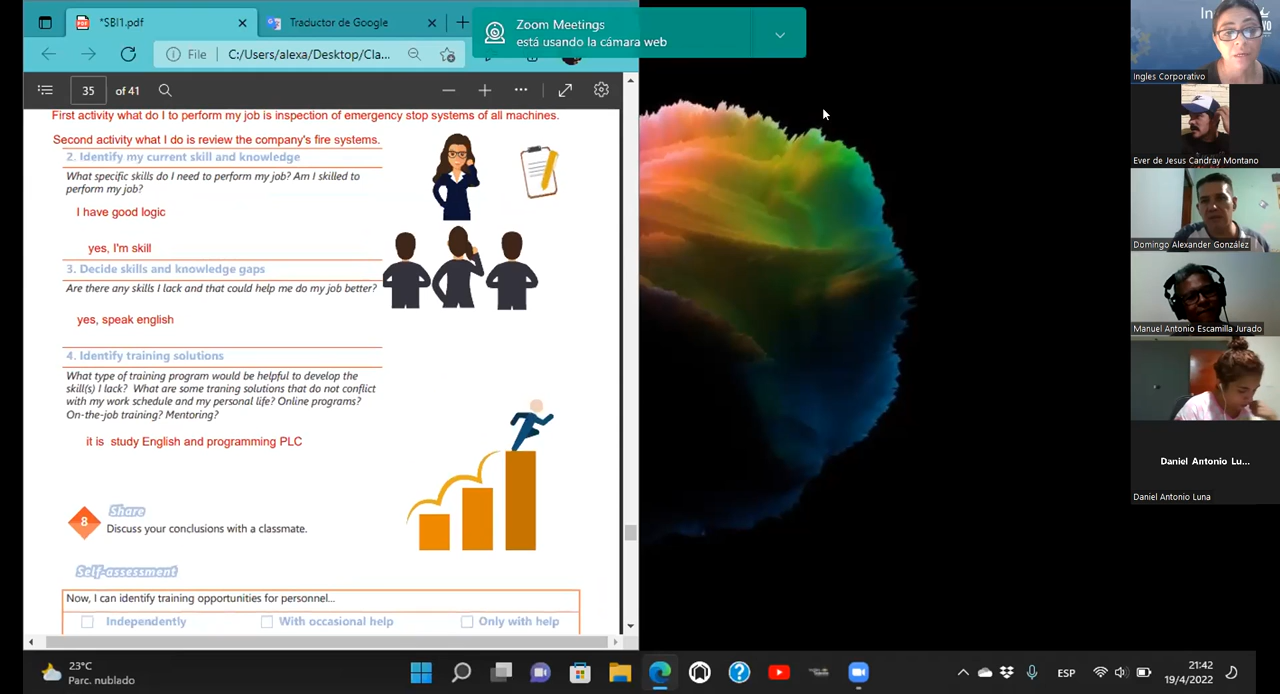 *SBI1.pdf
Traductor de Google
Zoom Meetings
está usando la cámara web
File
C:/Users/alexa/Desktop/Cla...
35 of 41
First activity what do I to perform my job is inspection of emergency stop systems of all machines.
Second activity what I do is review the company's fire systems.
2. Identify my current skill and knowledge
What specific skills do I need to perform my job? Am I skilled to
perform my job?
I have good logic
yes, I'm skill
3. Decide skills and knowledge gaps
Are there any skills I lack and that could help me do my job better?
yes, speak english
4. Identify training solutions
What type of training program would be helpful to develop the
skill(s) I lack? What are some traning solutions that do not conflict
with my work schedule and my personal life? Online programs?
On-the-job training? Mentoring?
it is study English and programming PLC
8
Share
Discuss your conclusions with a classmate.
Self-assessment
Now, I can identify training opportunities for personnel...
Independently
With occasional help
Only with help
Ingles Corporativo
Ever de Jesus Candray Montano
Domingo Alexander González
Manuel Antonio Escamilla Jurado
Daniel Antonio Lu...
Daniel Antonio Luna
23°C
Parc. nublado
ESP
21:42
19/4/2022